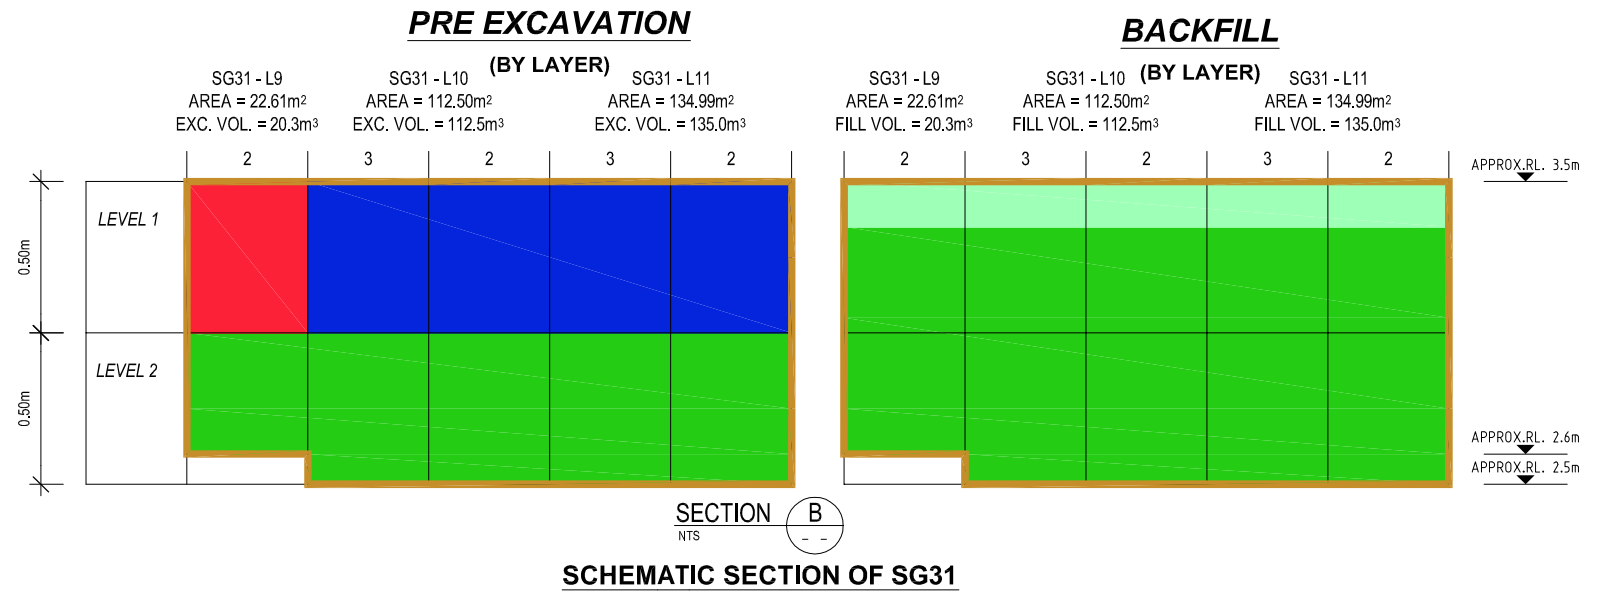 PRE EXCAVATION
(BY LAYER)
SG31 - L9
AREA = 22.61m²
EXC. VOL. = 20.3m³
SG31 - L10
AREA = 112.50m²
EXC. VOL. = 112.5m³
SG31 - L11
AREA = 134.99m²
EXC. VOL. = 135.0m³
2 3 2 3 2
LEVEL 1
0.50m
LEVEL 2
0.50m
BACKFILL
(BY LAYER)
SG31 - L9
AREA = 22.61m²
FILL VOL. = 20.3m³
SG31 - L10
AREA = 112.50m²
FILL VOL. = 112.5m³
SG31 - L11
AREA = 134.99m²
FILL VOL. = 135.0m³
2 3 2 3 2
APPROX.RL. 3.5m
APPROX.RL. 2.6m
APPROX.RL. 2.5m
SECTION B
NTS - -
SCHEMATIC SECTION OF SG31